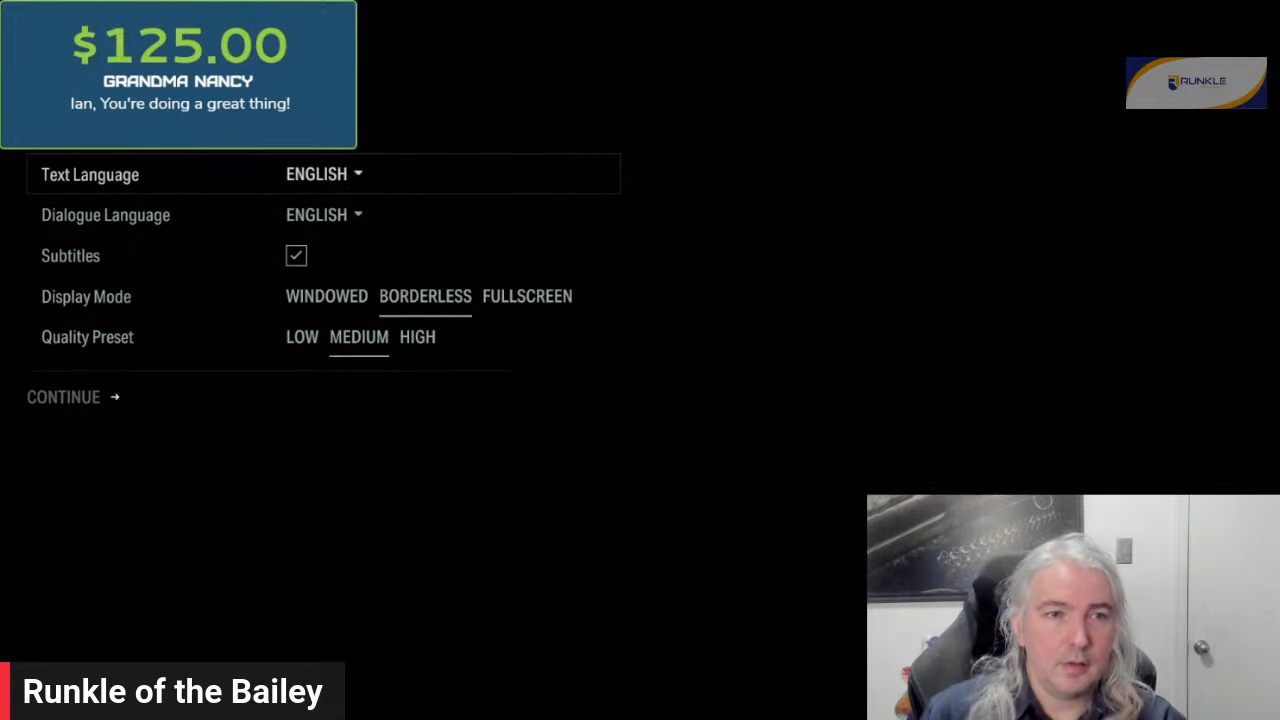 $125.00
GRANDMA NANCY
Ian, You're doing a great thing!
RUNKLE
Text Language ENGLISH
Dialogue Language ENGLISH
Subtitles
Display Mode WINDOWED BORDERLESS FULLSCREEN
Quality Preset LOW MEDIUM HIGH
CONTINUE →
Runkle of the Bailey